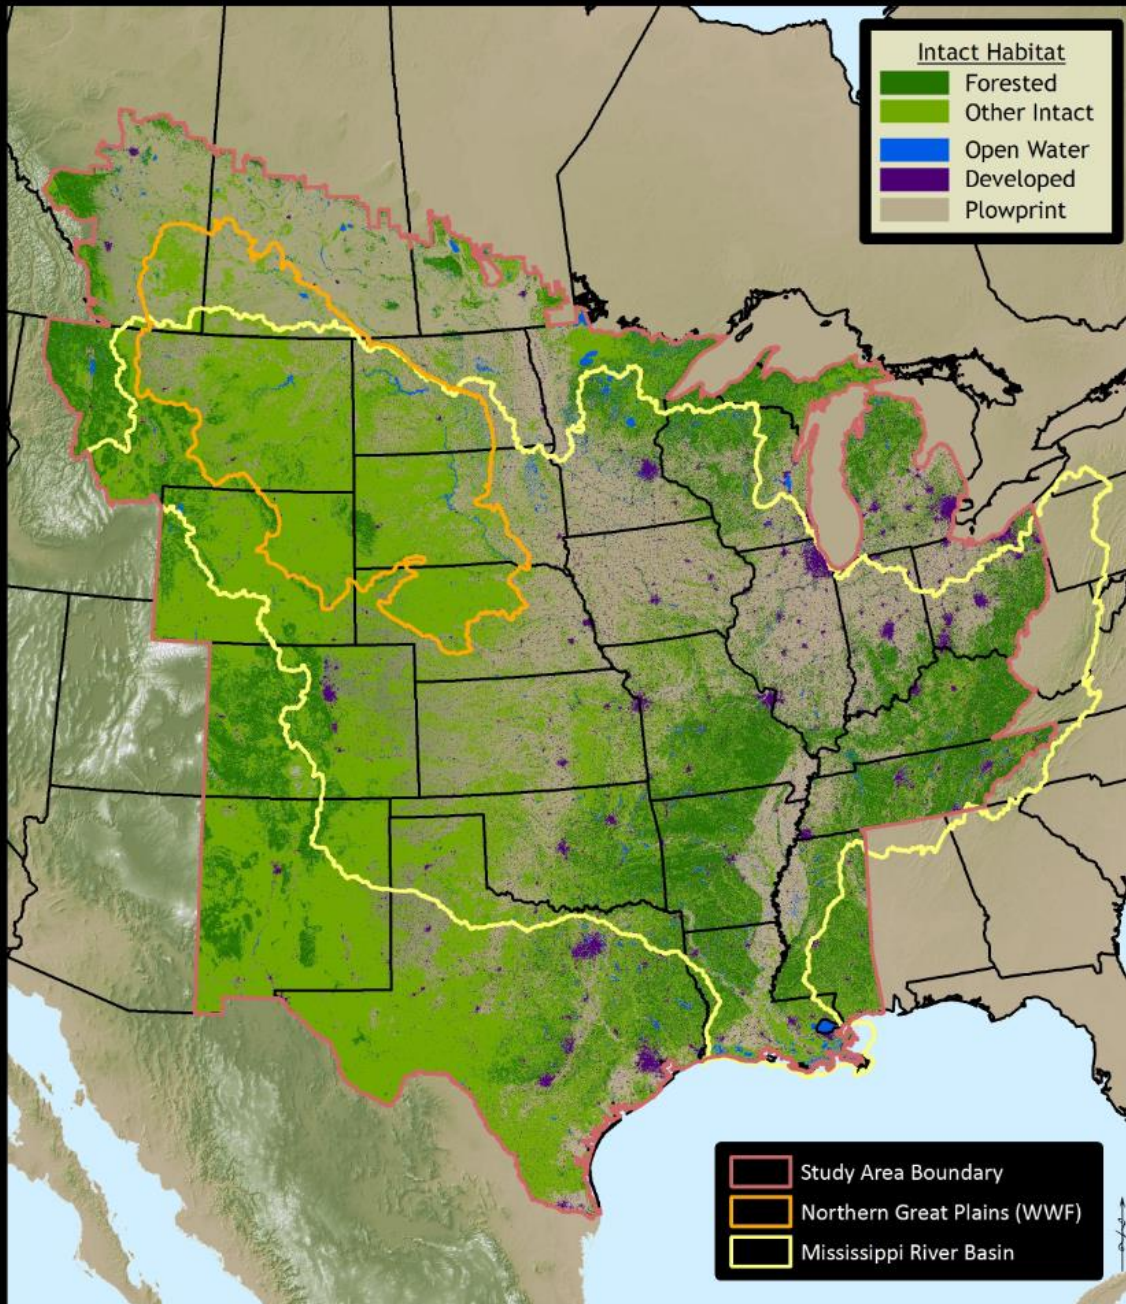 Intact Habitat
Forested
Other Intact
Open Water
Developed
Plowprint
Study Area Boundary
Northern Great Plains (WWF)
Mississippi River Basin